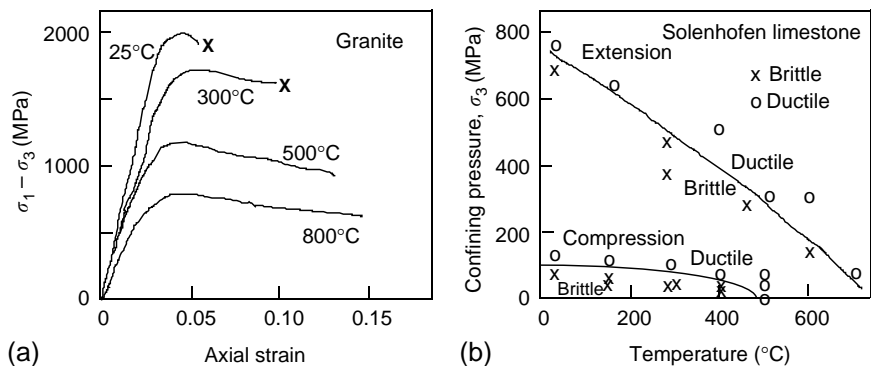 2000
1000
0
0
0.05
0.10
0.15
σ₁ – σ₃ (MPa)
Axial strain
(a)
Granite
25°C
X
300°C
X
500°C
800°C
800
600
400
200
0
0
200
400
600
Confining pressure, σ₃ (MPa)
Temperature (°C)
(b)
Solenhofen limestone
x Brittle
o Ductile
Extension
Ductile
Brittle
Compression
Ductile
Brittle